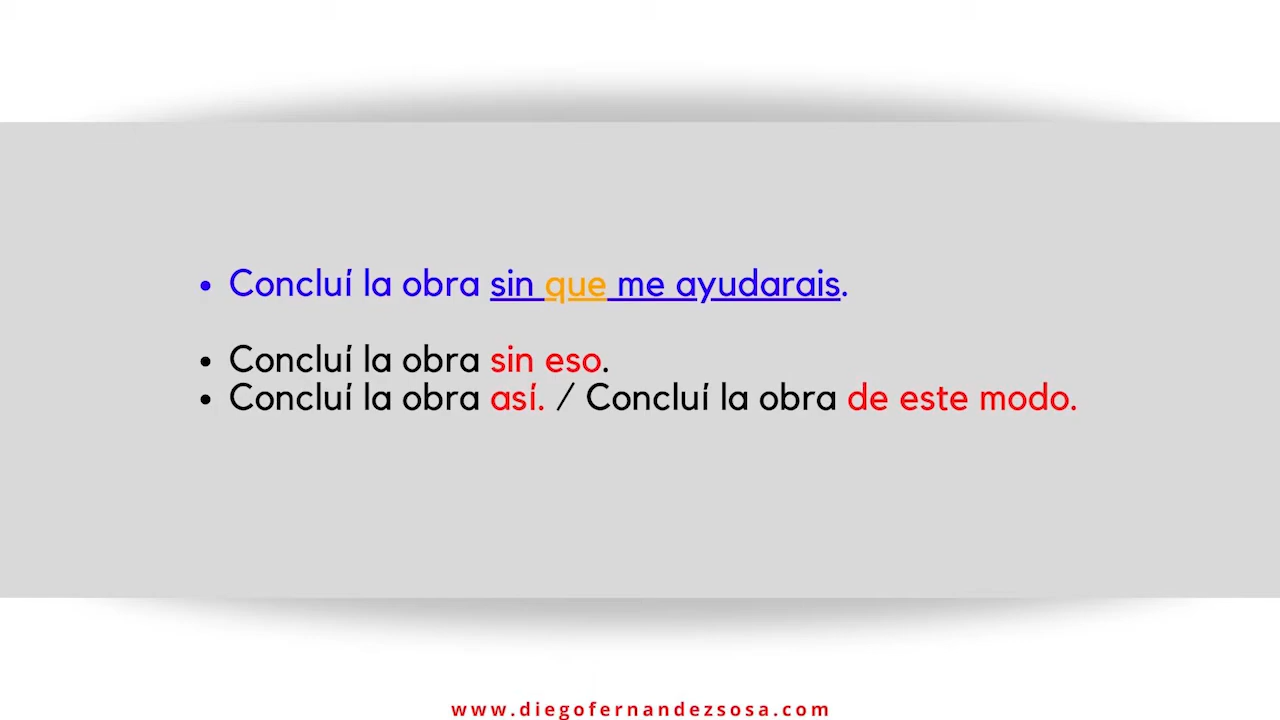 • Concluí la obra sin que me ayudarais.
• Concluí la obra sin eso.
• Concluí la obra así. / Concluí la obra de este modo.
www.diegofernandezsosa.com